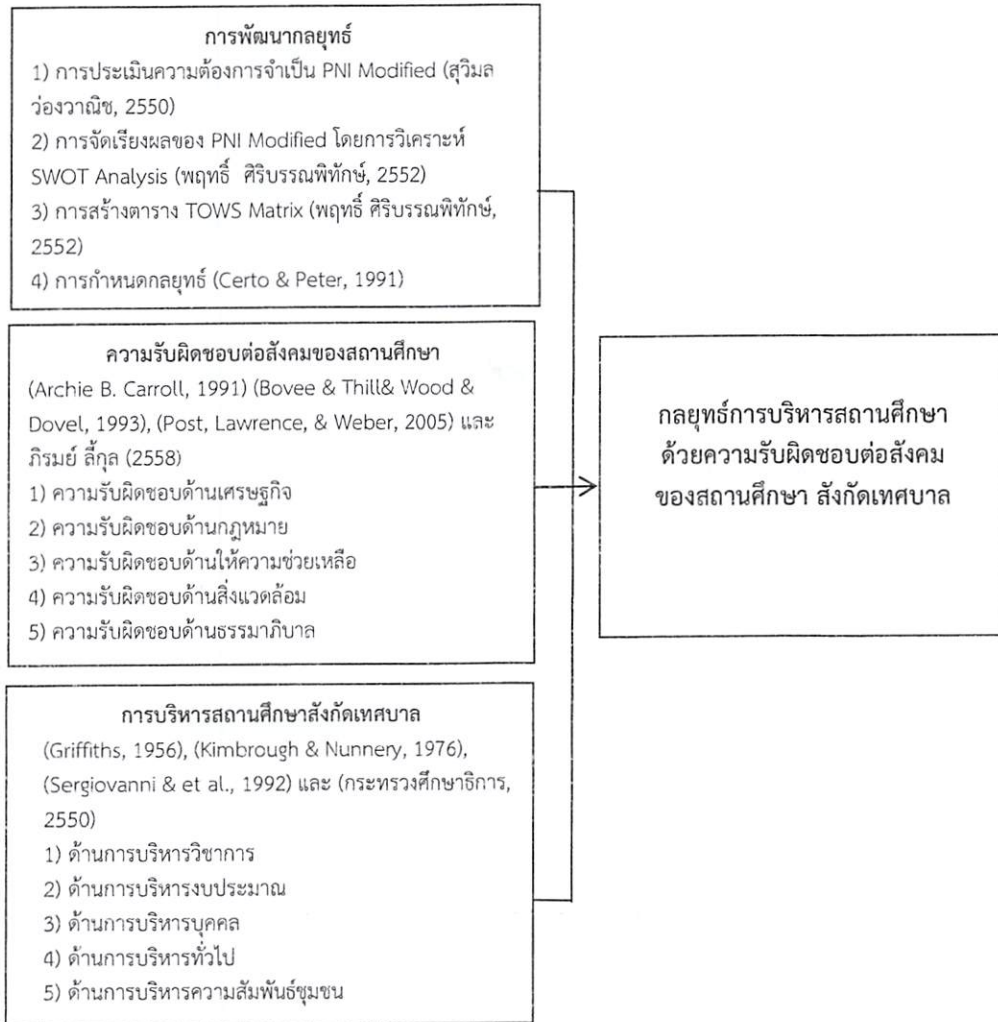 การพัฒนากลยุทธ์
1) การประเมินความต้องการจำเป็น PNI Modified (สุวิมล
ว่องวาณิช, 2550)
2) การจัดเรียงผลของ PNI Modified โดยการวิเคราะห์
SWOT Analysis (พฤทธิ์ ศิริบรรณพิทักษ์, 2552)
3) การสร้างตาราง TOWS Matrix (พฤทธิ์ ศิริบรรณพิทักษ์,
2552)
4) การกำหนดกลยุทธ์ (Certo & Peter, 1991)
ความรับผิดชอบต่อสังคมของสถานศึกษา
(Archie B. Carroll, 1991) (Bovee & Thill& Wood &
Dovel, 1993), (Post, Lawrence, & Weber, 2005) และ
ภิรมย์ ลี้กุล (2558)
1) ความรับผิดชอบด้านเศรษฐกิจ
2) ความรับผิดชอบด้านกฎหมาย
3) ความรับผิดชอบด้านให้ความช่วยเหลือ
4) ความรับผิดชอบด้านสิ่งแวดล้อม
5) ความรับผิดชอบด้านธรรมาภิบาล
การบริหารสถานศึกษาสังกัดเทศบาล
(Griffiths, 1956), (Kimbrough & Nunnery, 1976),
(Sergiovanni & et al., 1992) และ (กระทรวงศึกษาธิการ,
2550)
1) ด้านการบริหารวิชาการ
2) ด้านการบริหารงบประมาณ
3) ด้านการบริหารบุคคล
4) ด้านการบริหารทั่วไป
5) ด้านการบริหารความสัมพันธ์ชุมชน
กลยุทธ์การบริหารสถานศึกษา
ด้วยความรับผิดชอบต่อสังคม
ของสถานศึกษา สังกัดเทศบาล